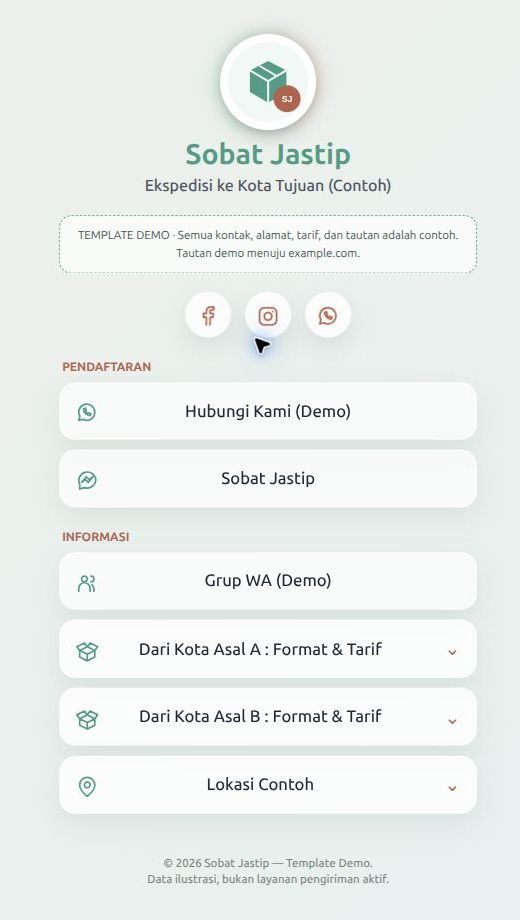 SJ
Sobat Jastip
Ekspedisi ke Kota Tujuan (Contoh)
TEMPLATE DEMO · Semua kontak, alamat, tarif, dan tautan adalah contoh.
Tautan demo menuju example.com.
PENDAFTARAN
Hubungi Kami (Demo)
Sobat Jastip
INFORMASI
Grup WA (Demo)
Dari Kota Asal A : Format & Tarif
Dari Kota Asal B : Format & Tarif
Lokasi Contoh
© 2026 Sobat Jastip — Template Demo.
Data ilustrasi, bukan layanan pengiriman aktif.